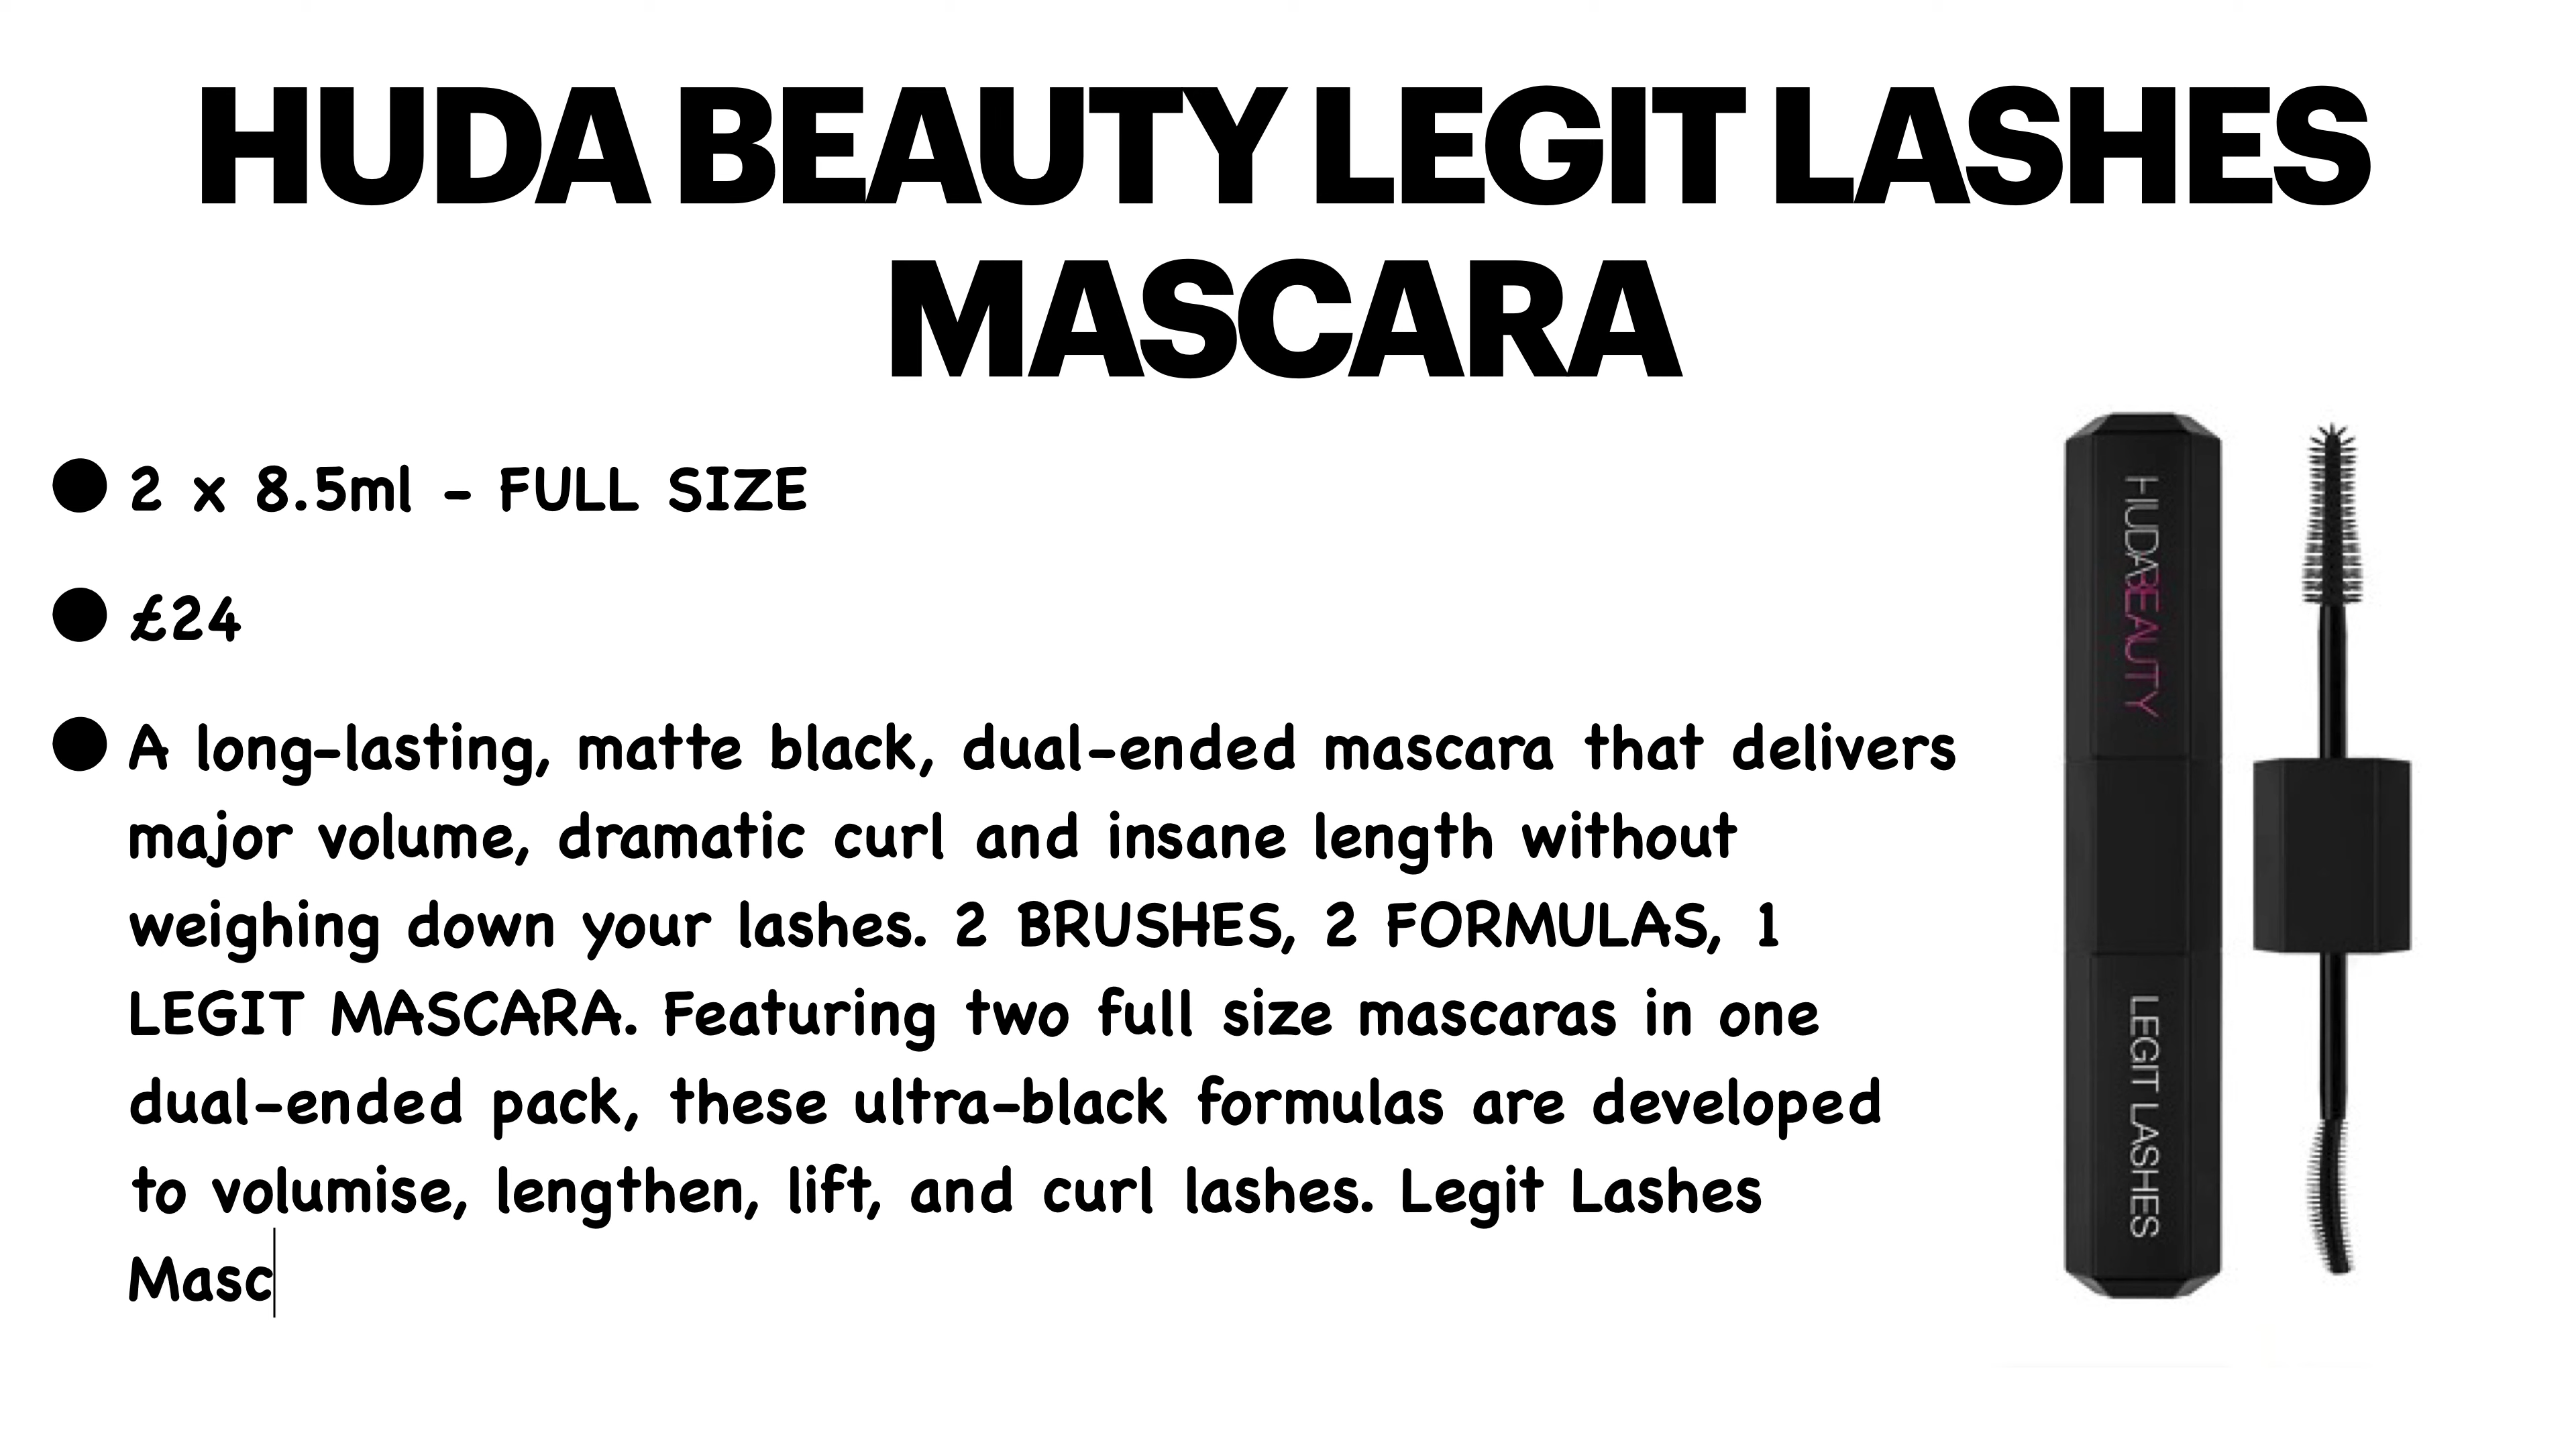 HUDA BEAUTY LEGIT LASHES
MASCARA
● 2 x 8.5ml - FULL SIZE
● £24
● A long-lasting, matte black, dual-ended mascara that delivers
major volume, dramatic curl and insane length without
weighing down your lashes. 2 BRUSHES, 2 FORMULAS, 1
LEGIT MASCARA. Featuring two full size mascaras in one
dual-ended pack, these ultra-black formulas are developed
to volumise, lengthen, lift, and curl lashes. Legit Lashes
Masc
HUDABEAUTY
LEGIT LASHES